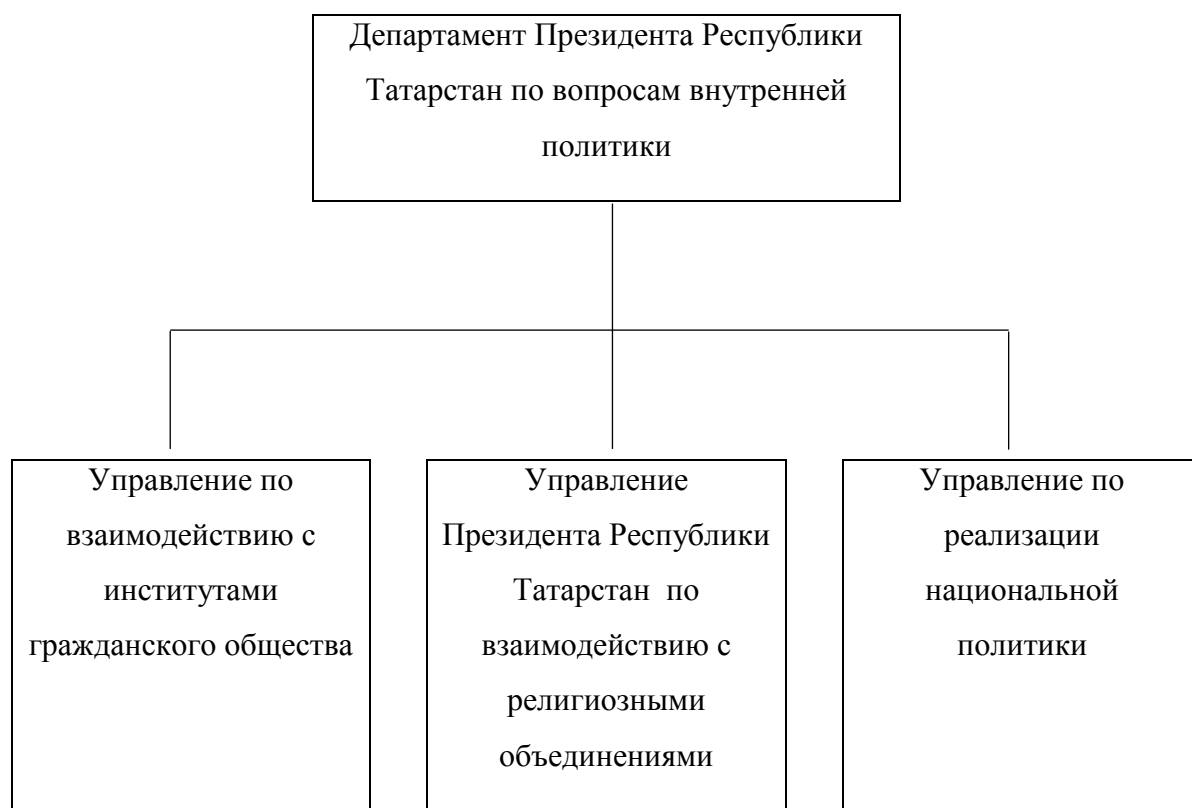 Департамент Президента Республики
Татарстан по вопросам внутренней
политики
Управление по
взаимодействию с
институтами
гражданского общества
Управление
Президента Республики
Татарстан по
взаимодействию с
религиозными
объединениями
Управление по
реализации
национальной
политики